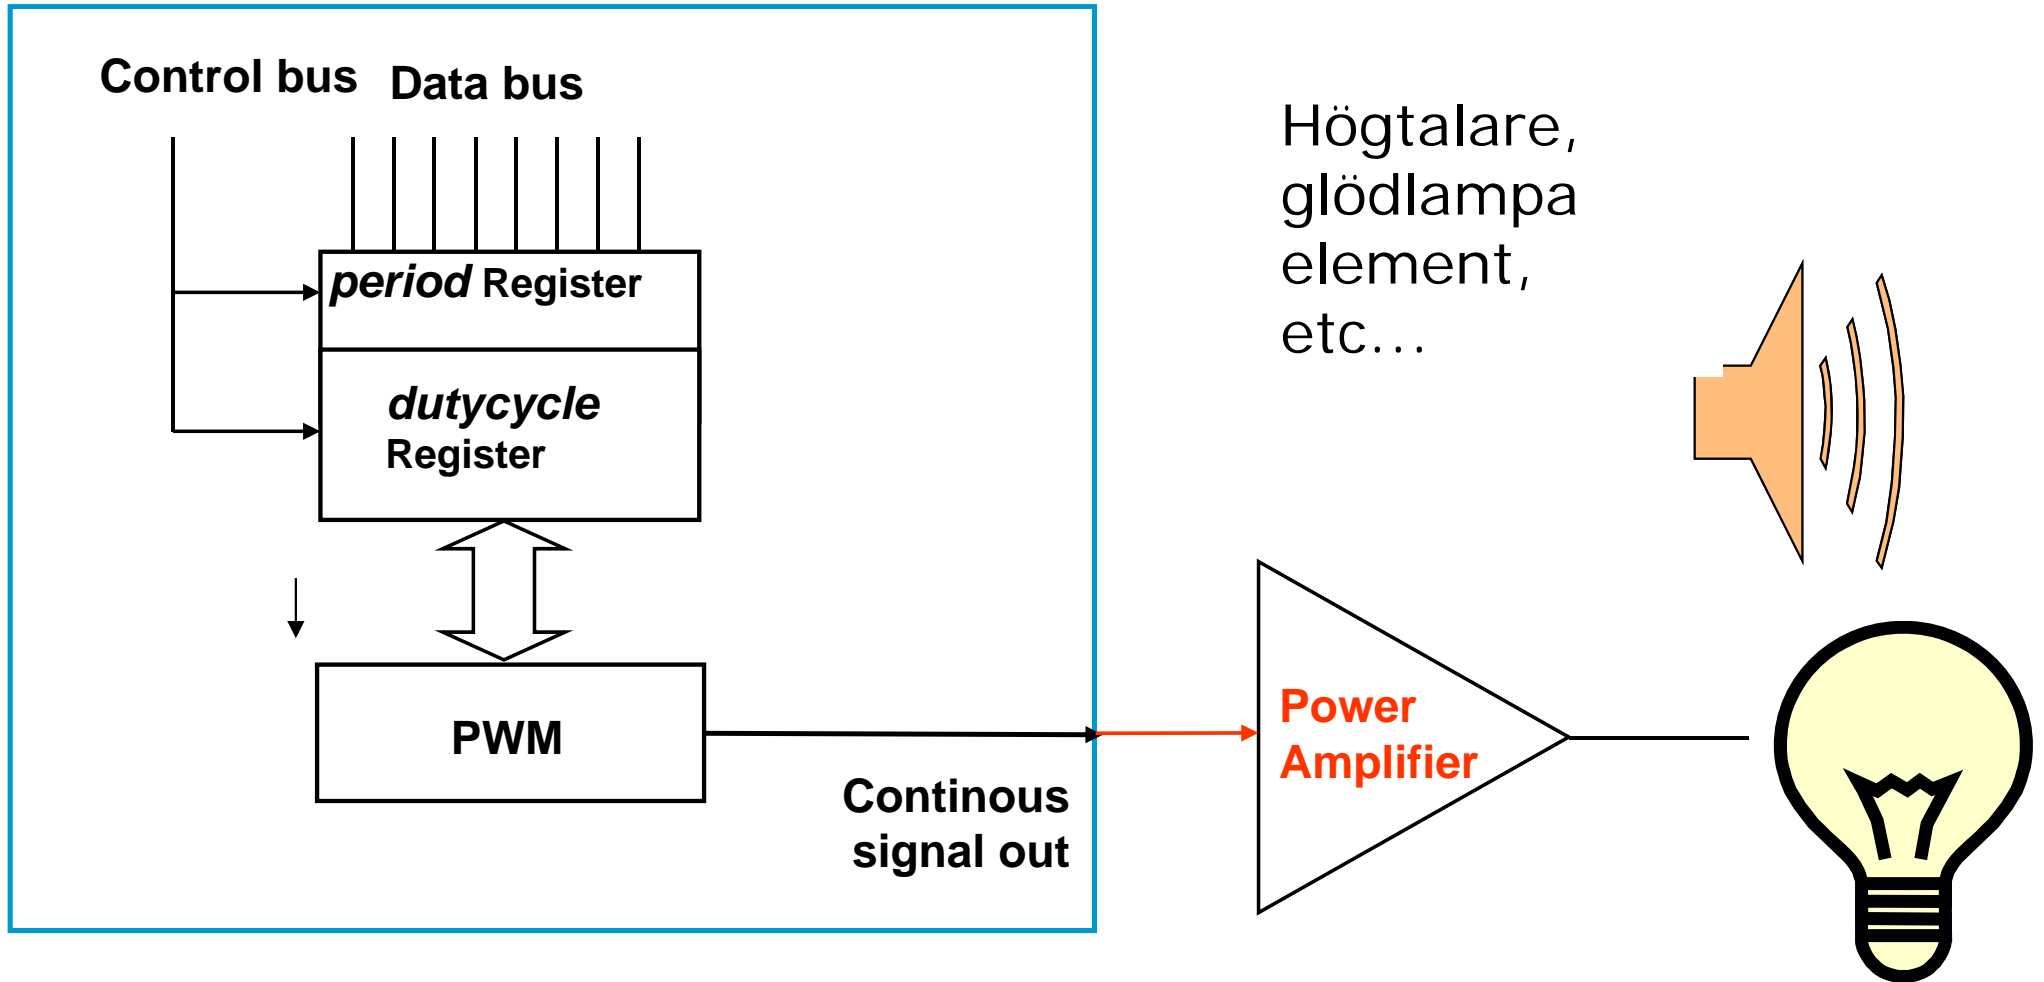 Control bus
Data bus
period Register
dutycycle
Register
PWM
Continous
signal out
Högtalare,
glödlampa
element,
etc...
Power
Amplifier